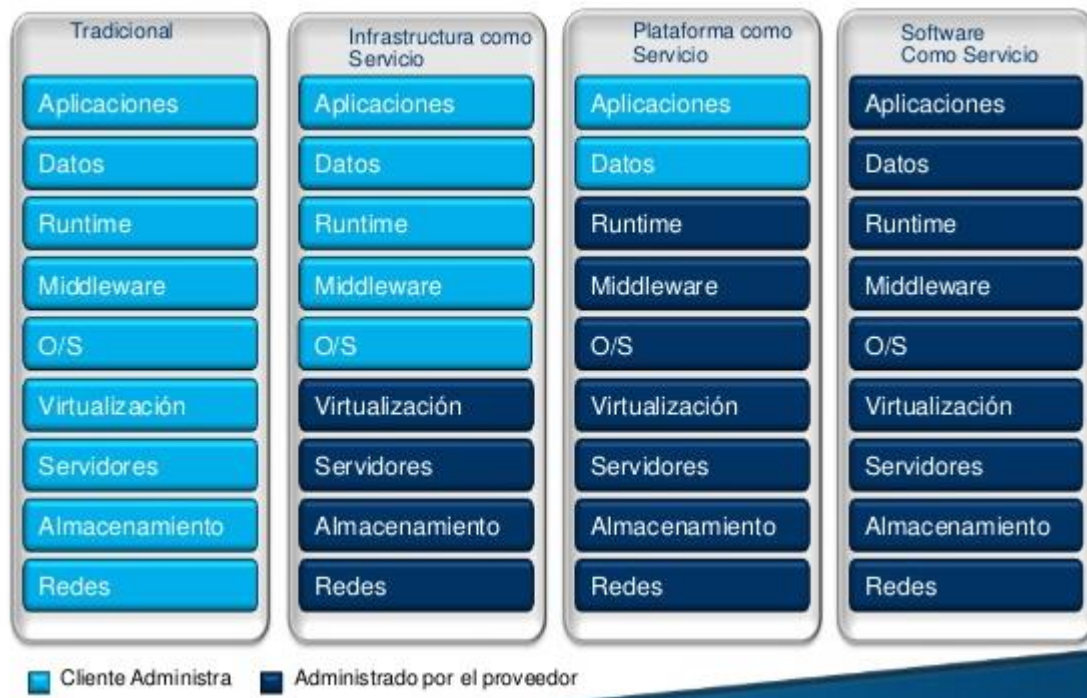 Tradicional
Infrastructura como
Servicio
Plataforma como
Servicio
Software
Como Servicio
Aplicaciones
Aplicaciones
Aplicaciones
Aplicaciones
Datos
Datos
Datos
Datos
Runtime
Runtime
Runtime
Runtime
Middleware
Middleware
Middleware
Middleware
O/S
O/S
O/S
O/S
Virtualización
Virtualización
Virtualización
Virtualización
Servidores
Servidores
Servidores
Servidores
Almacenamiento
Almacenamiento
Almacenamiento
Almacenamiento
Redes
Redes
Redes
Redes
Cliente Administra
Administrado por el proveedor